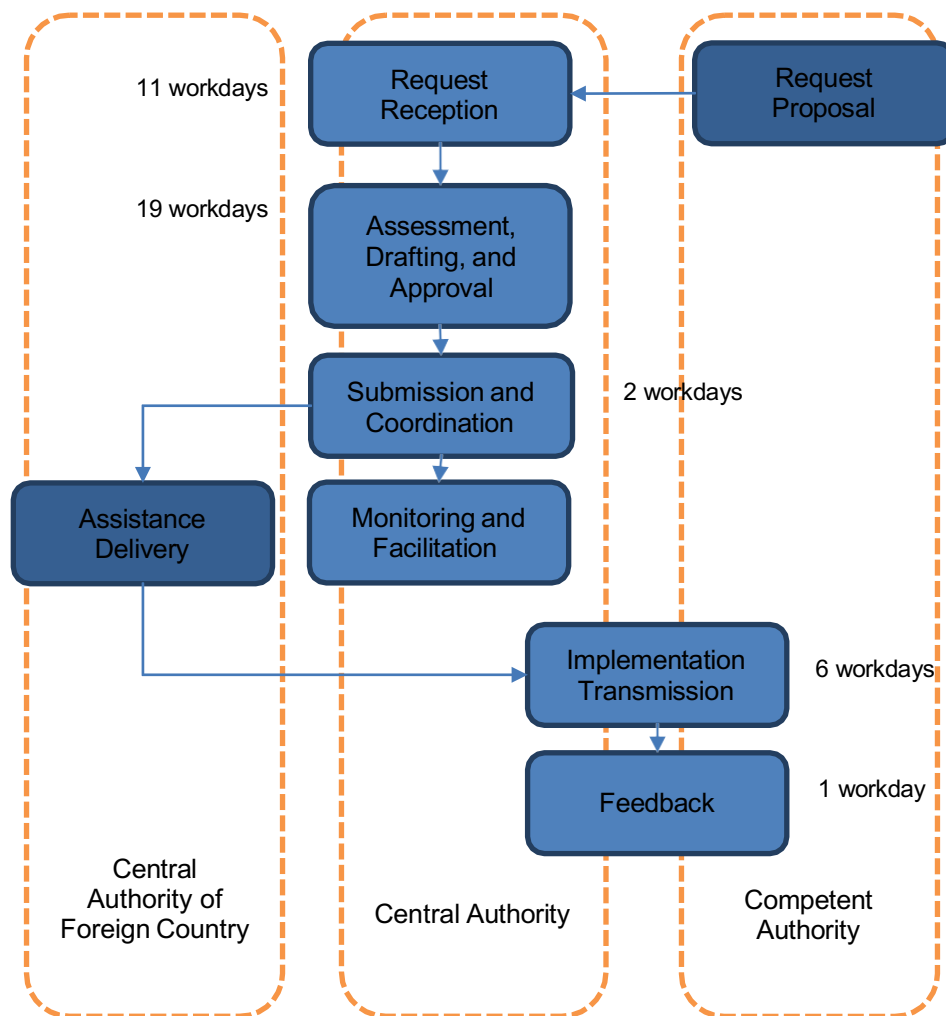 11 workdays
Request
Reception
Request
Proposal
19 workdays
Assessment,
Drafting, and
Approval
Submission and
Coordination
2 workdays
Assistance
Delivery
Monitoring and
Facilitation
Implementation
Transmission
6 workdays
Feedback
1 workday
Central
Authority of
Foreign Country
Central Authority
Competent
Authority